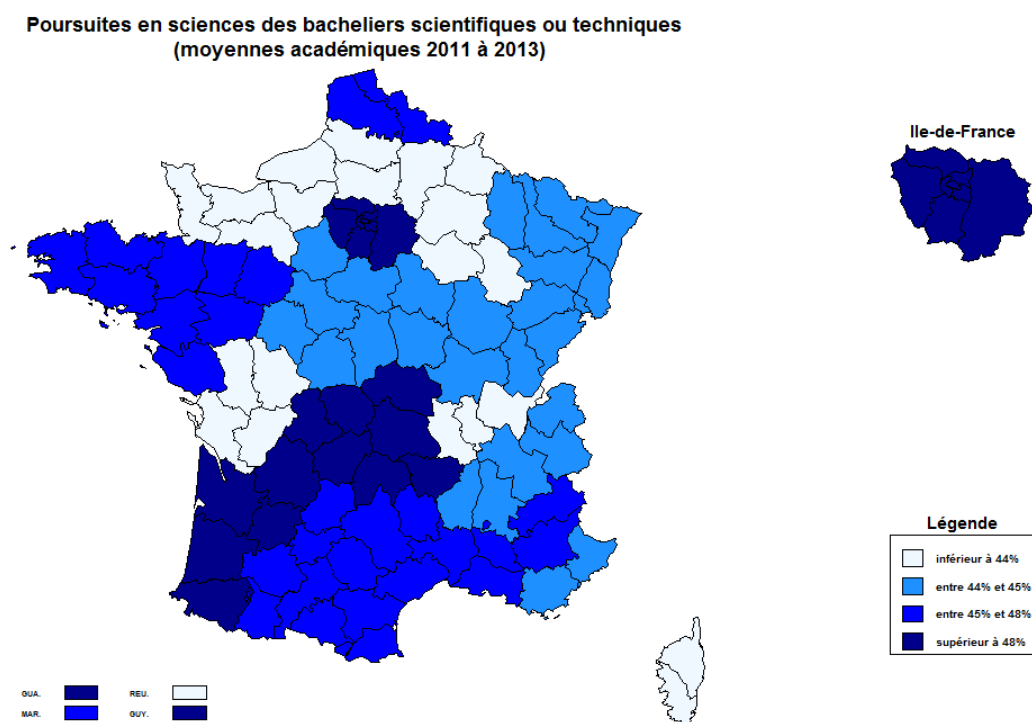 Poursuites en sciences des bacheliers scientifiques ou techniques
(moyennes académiques 2011 à 2013)
Ile-de-France
Légende
inférieur à 44%
entre 44% et 45%
entre 45% et 48%
supérieur à 48%
GUA. REU.
MAR. GUY.